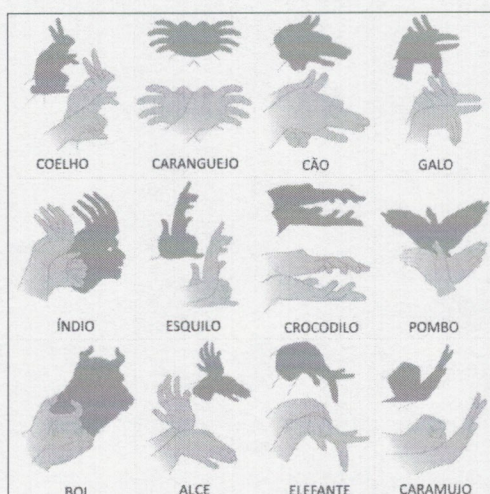 COELHO CARANGUEJO CÃO GALO
ÍNDIO ESQUILO CROCODILO POMBO
BOI ALCE ELEFANTE CARAMUJO